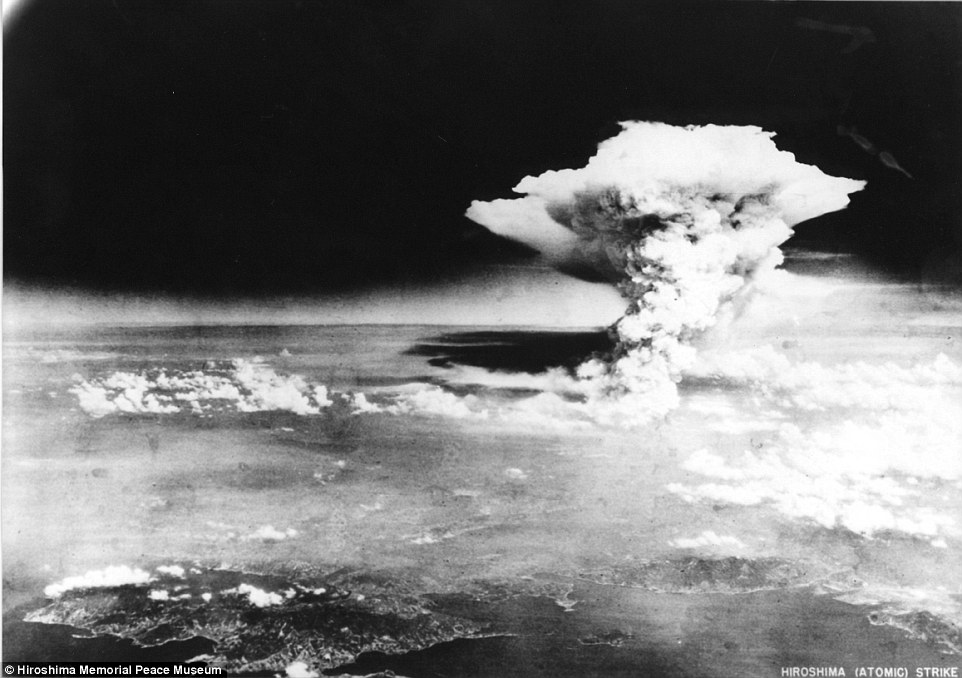 © Hiroshima Memorial Peace Museum
HIROSHIMA (ATOMIC) STRIKE